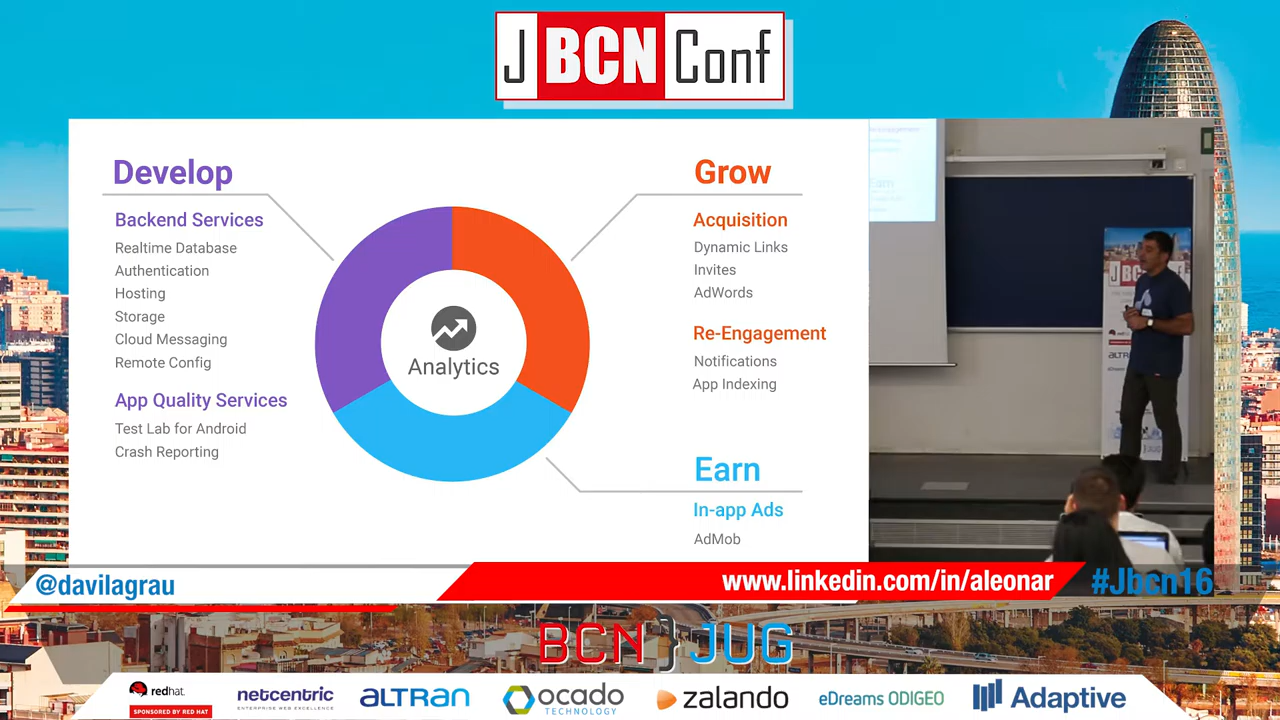 J BCN Conf
Develop
Backend Services
Realtime Database
Authentication
Hosting
Storage
Cloud Messaging
Remote Config
App Quality Services
Test Lab for Android
Crash Reporting
Analytics
Grow
Acquisition
Dynamic Links
Invites
AdWords
Re-Engagement
Notifications
App Indexing
Earn
In-app Ads
AdMob
@davilagrau
www.linkedin.com/in/aleonar
#Jbcn16
BCN JUG
redhat.
SPONSORED BY RED HAT
netcentric
ENTERPRISE WEB EXCELLENCE
ALTRAN
ocado
TECHNOLOGY
zalando
eDreams ODIGEO
Adaptive